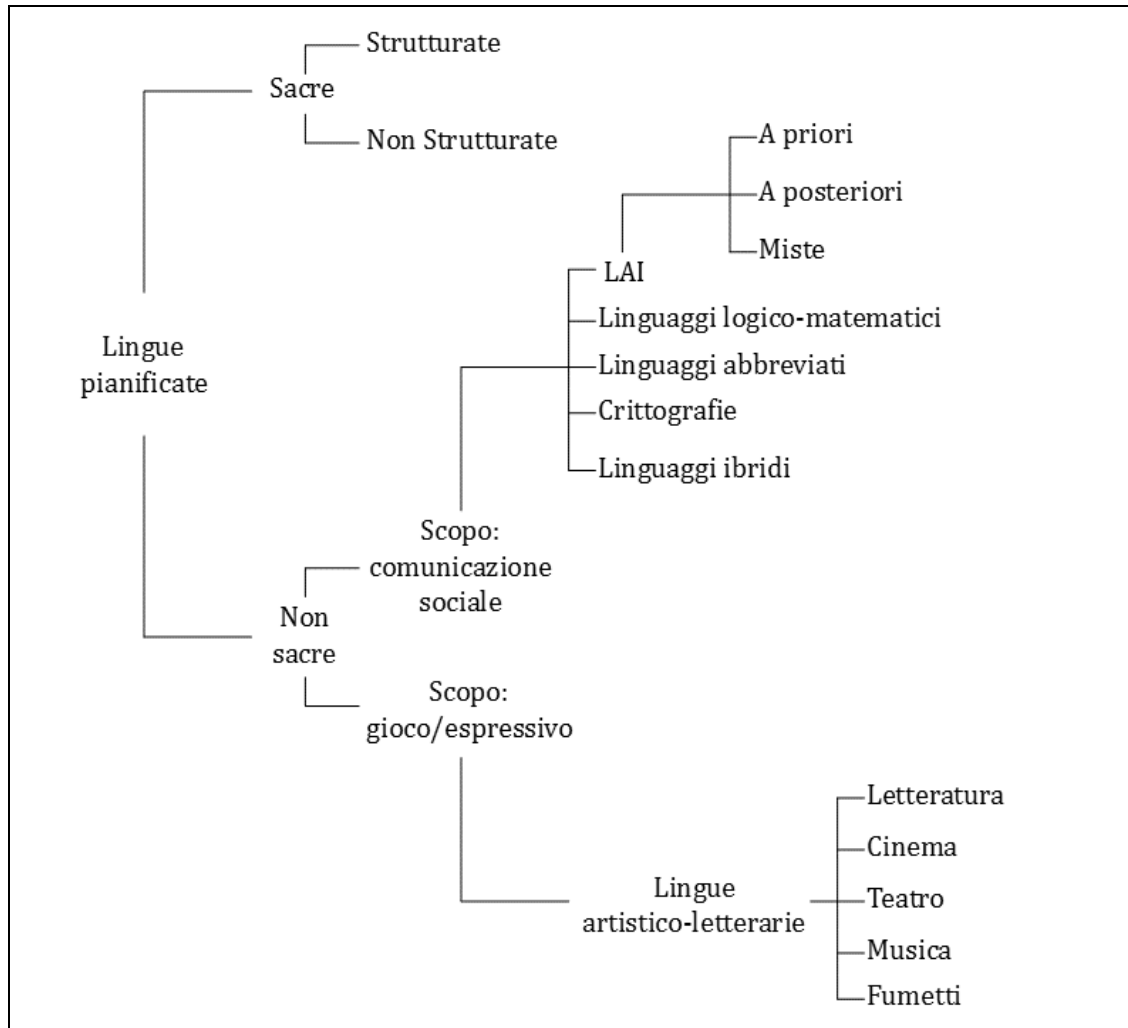 Strutturate
Sacre
Non Strutturate
A priori
A posteriori
Miste
LAI
Linguaggi logico-matematici
Linguaggi abbreviati
Crittografie
Linguaggi ibridi
Lingue
pianificate
Scopo:
comunicazione
sociale
Non
sacre
Scopo:
gioco/espressivo
Lingue
artistico-letterarie
Letteratura
Cinema
Teatro
Musica
Fumetti